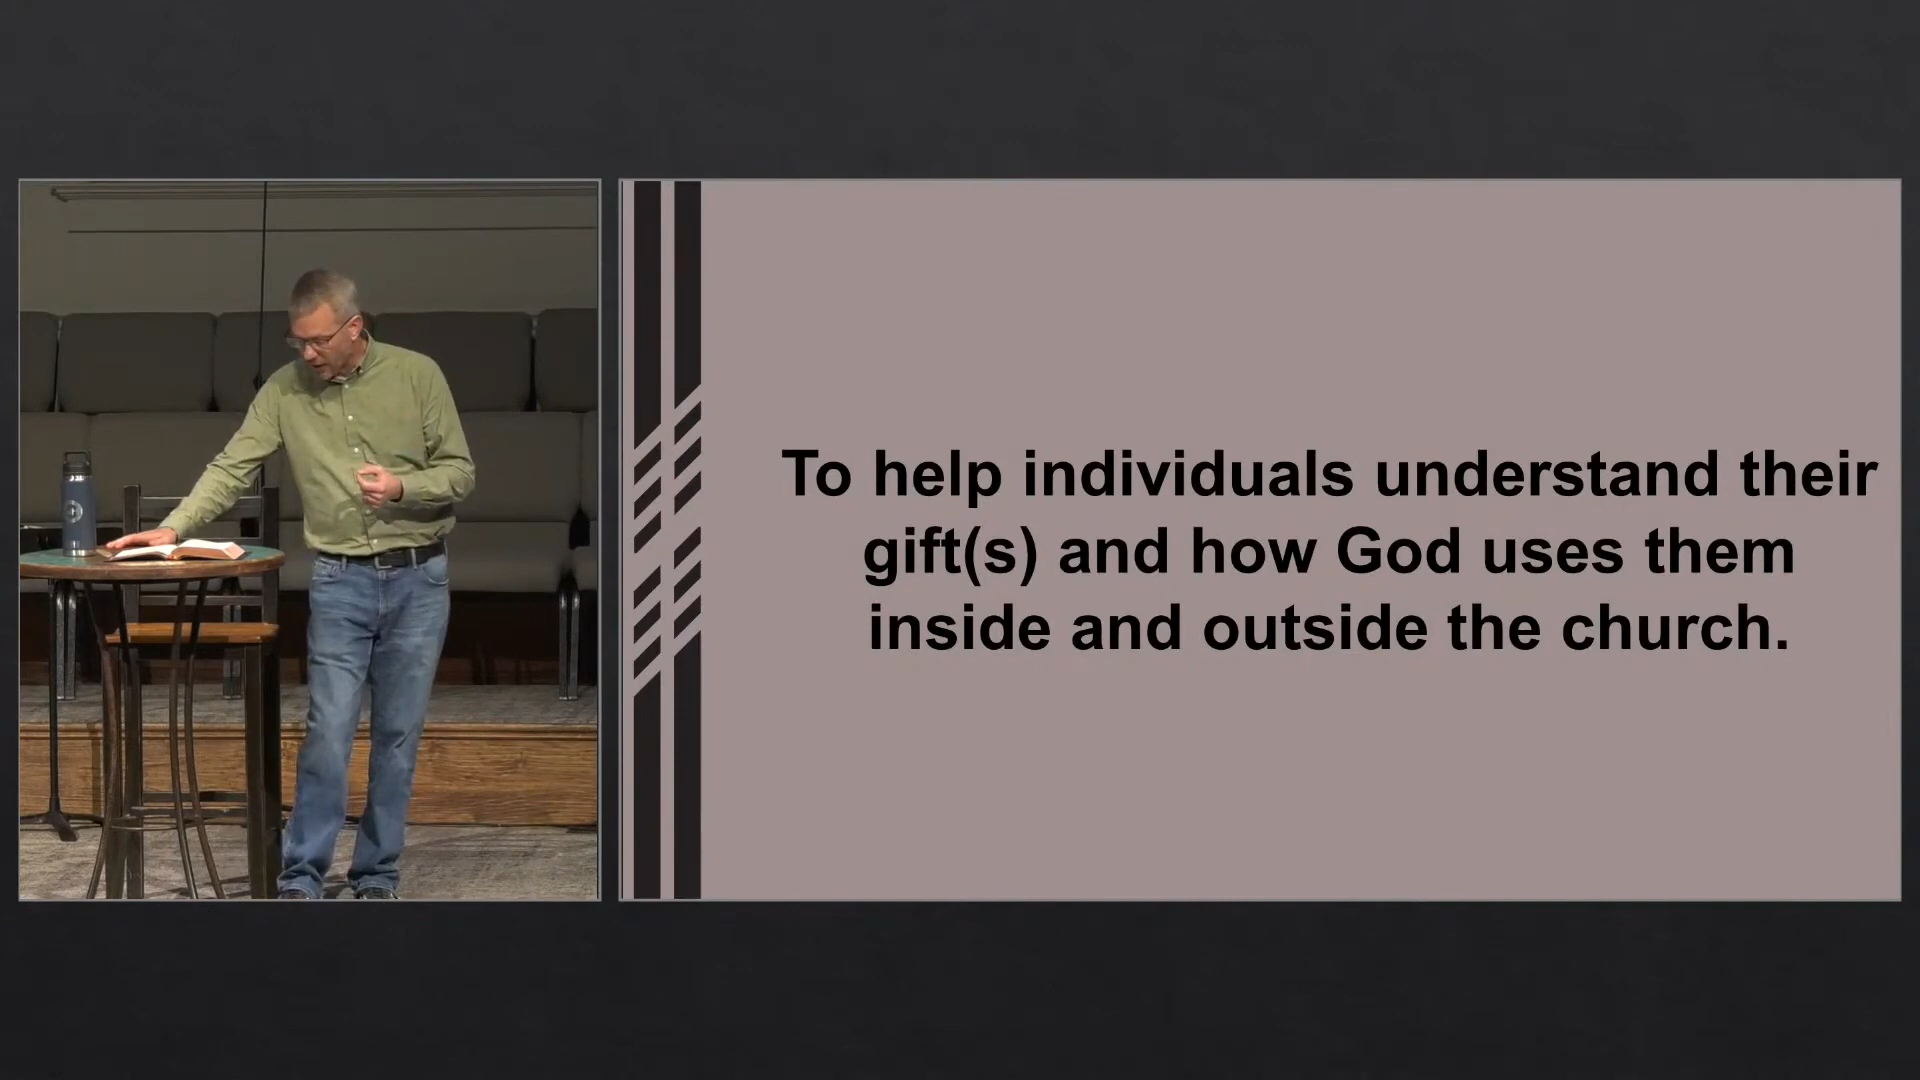 To help individuals understand their
gift(s) and how God uses them
inside and outside the church.